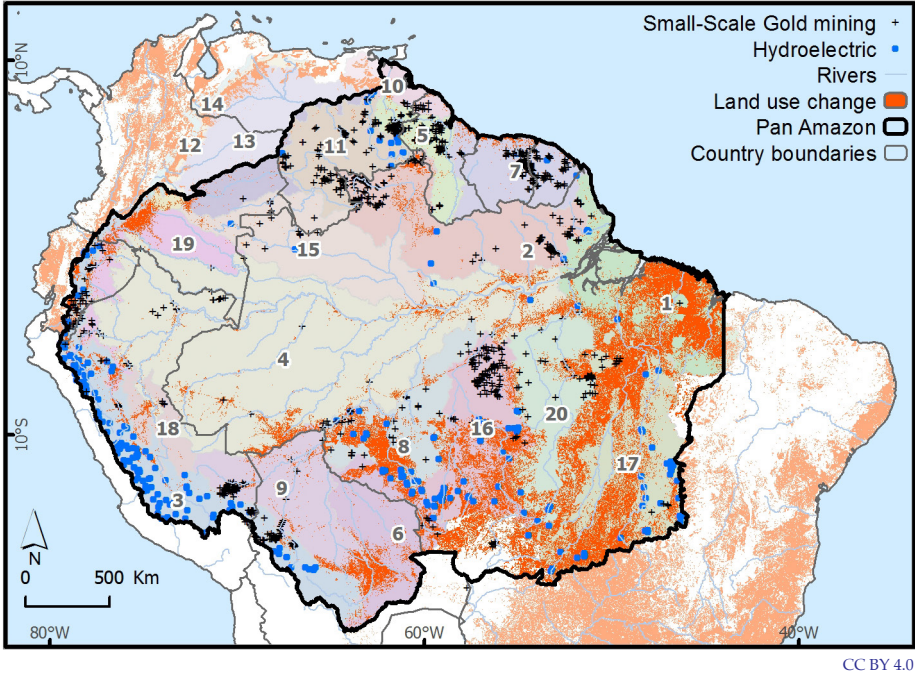 Small-Scale Gold mining
Hydroelectric
Rivers
Land use change
Pan Amazon
Country boundaries
10°N
10
14
5
12
13
11
7
19
15
2
1
4
20
10°S
18
8
16
17
9
3
6
N
0 500 Km
80°W 60°W 40°W
CC BY 4.0